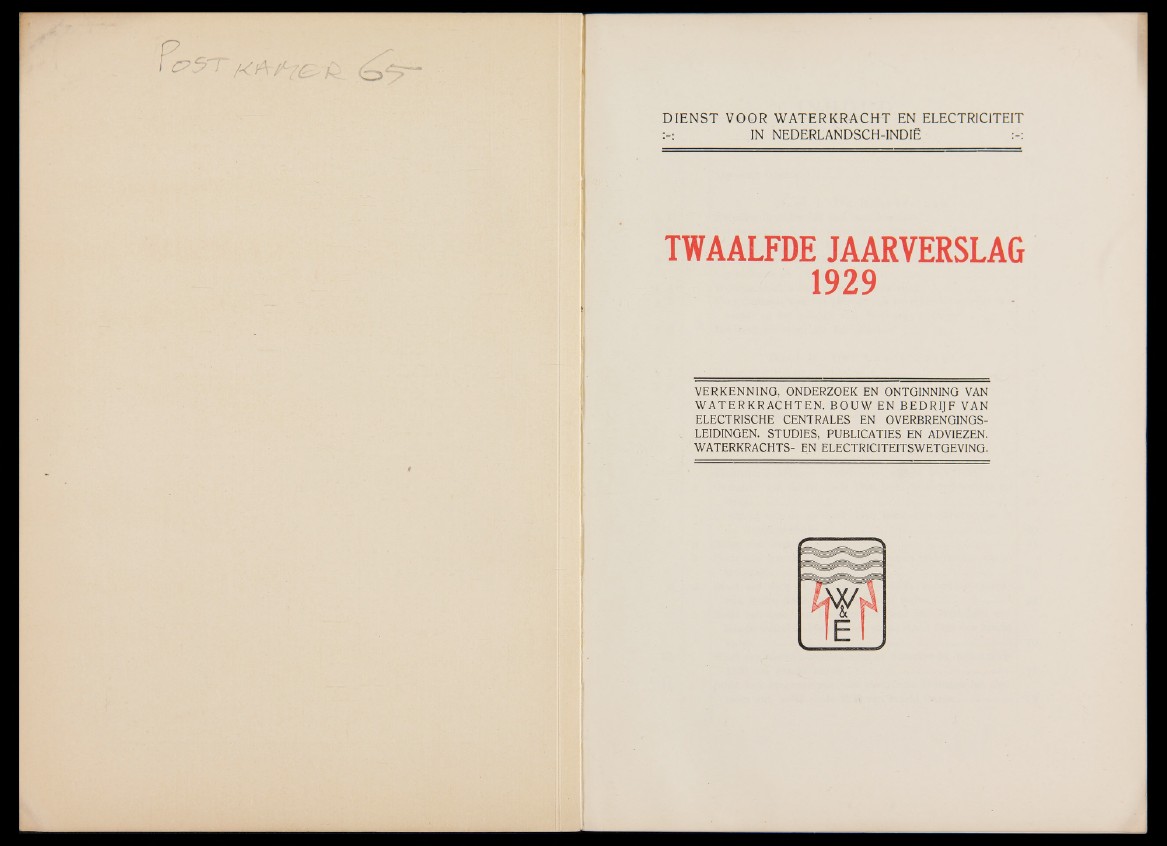 POST KAMER 65
DIENST VOOR WATERKRACHT EN ELECTRICITEIT
:-: IN NEDERLANDSCH-INDIË :-:
TWAALFDE JAARVERSLAG
1929
VERKENNING, ONDERZOEK EN ONTGINNING VAN
WATERKRACHTEN. BOUW EN BEDRIJF VAN
ELECTRISCHE CENTRALES EN OVERBRENGINGS-
LEIDINGEN. STUDIES, PUBLICATIES EN ADVIEZEN.
WATERKRACHTS- EN ELECTRICITEITSWETGEVING.
W
&
E